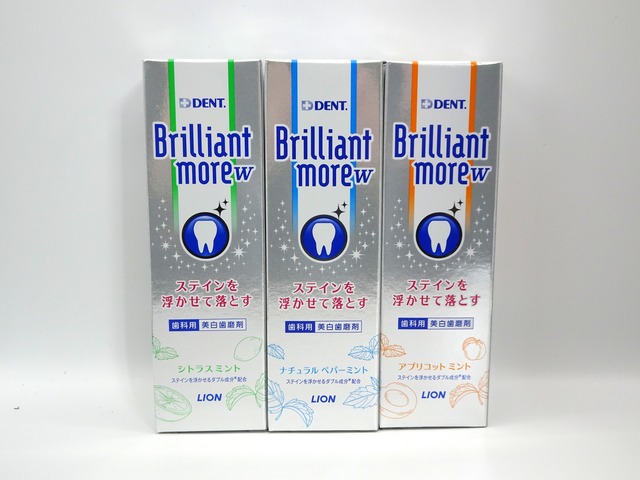 DENT.
Brilliant
more W
ステインを
浮かせて落とす
歯科用 美白歯磨剤
シトラス ミント
ステインを浮かせるダブル成分*配合
LION
DENT.
Brilliant
more W
ステインを
浮かせて落とす
歯科用 美白歯磨剤
ナチュラル ペパーミント
ステインを浮かせるダブル成分*配合
LION
DENT.
Brilliant
more W
ステインを
浮かせて落とす
歯科用 美白歯磨剤
アプリコット ミント
ステインを浮かせるダブル成分*配合
LION